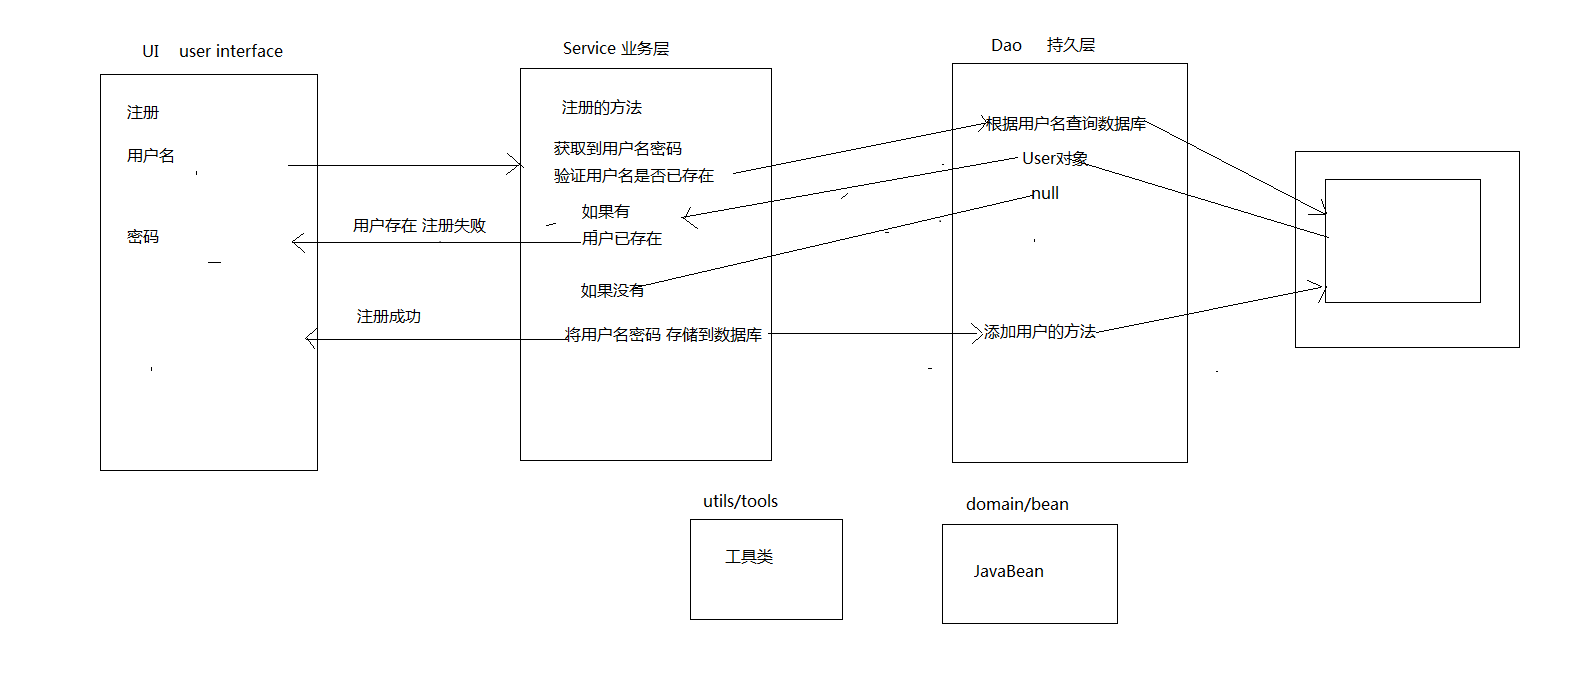 UI user interface
注册
用户名
密码
用户存在 注册失败
注册成功
Service 业务层
注册的方法
获取到用户名密码
验证用户名是否已存在
如果有
用户已存在
如果没有
将用户名密码 存储到数据库
Dao 持久层
根据用户名查询数据库
User对象
null
添加用户的方法
utils/tools
工具类
domain/bean
JavaBean